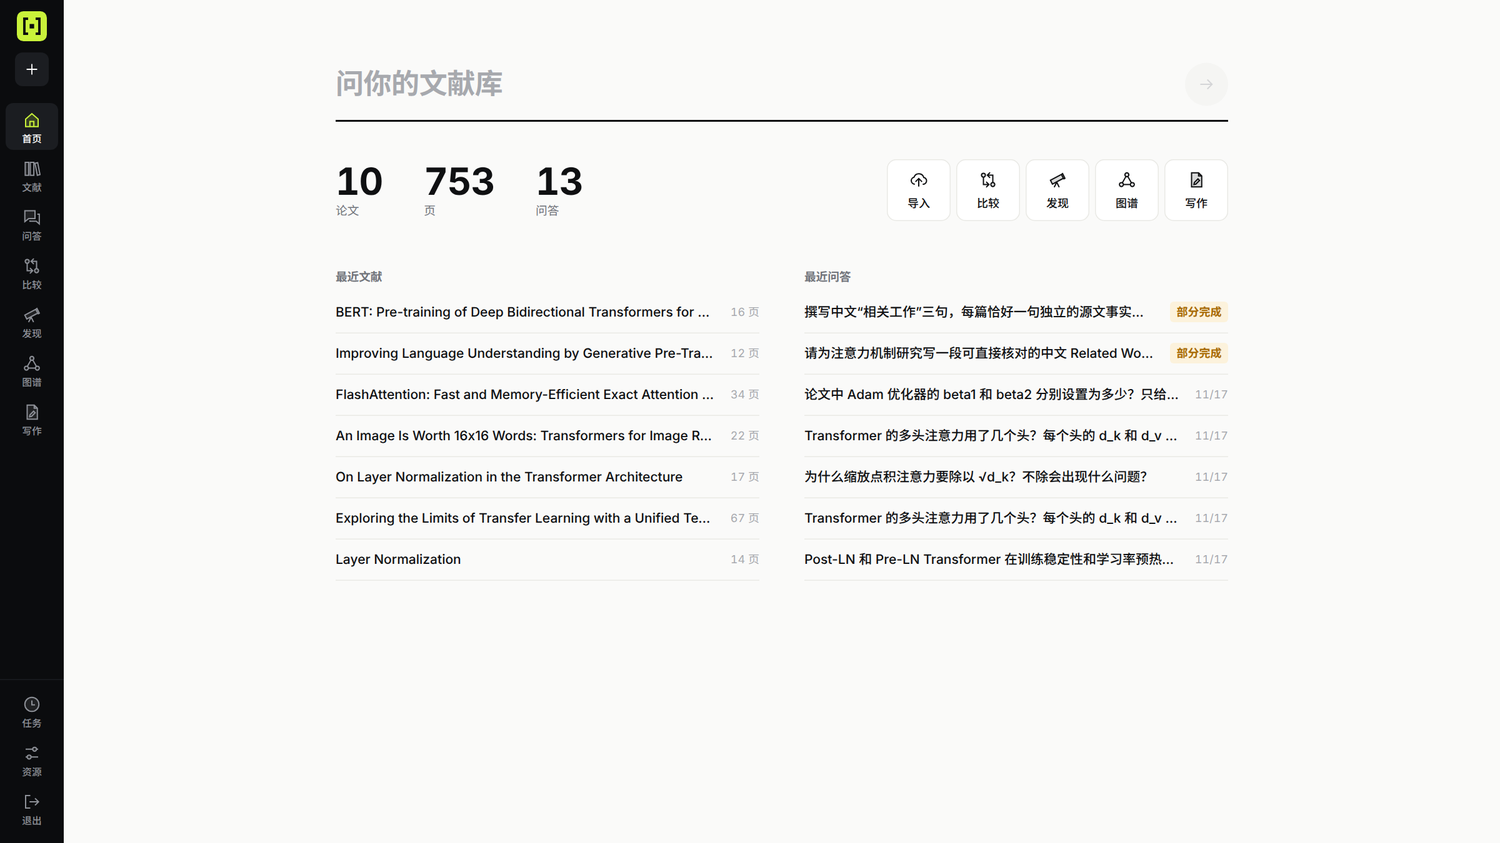 首页
文献
问答
比较
发现
图谱
写作
任务
资源
退出
问你的文献库
10
论文
753
页
13
问答
导入
比较
发现
图谱
写作
最近文献
BERT: Pre-training of Deep Bidirectional Transformers for ...
16 页
Improving Language Understanding by Generative Pre-Tra...
12 页
FlashAttention: Fast and Memory-Efficient Exact Attention ...
34 页
An Image Is Worth 16x16 Words: Transformers for Image R...
22 页
On Layer Normalization in the Transformer Architecture
17 页
Exploring the Limits of Transfer Learning with a Unified Te...
67 页
Layer Normalization
14 页
最近问答
撰写中文“相关工作”三句，每篇恰好一句独立的源文事实...
部分完成
请为注意力机制研究写一段可直接核对的中文 Related Wo...
部分完成
论文中 Adam 优化器的 beta1 和 beta2 分别设置为多少？只给...
11/17
Transformer 的多头注意力用了几个头？每个头的 d_k 和 d_v ...
11/17
为什么缩放点积注意力要除以 √d_k？不除会出现什么问题？
11/17
Transformer 的多头注意力用了几个头？每个头的 d_k 和 d_v ...
11/17
Post-LN 和 Pre-LN Transformer 在训练稳定性和学习率预热...
11/17